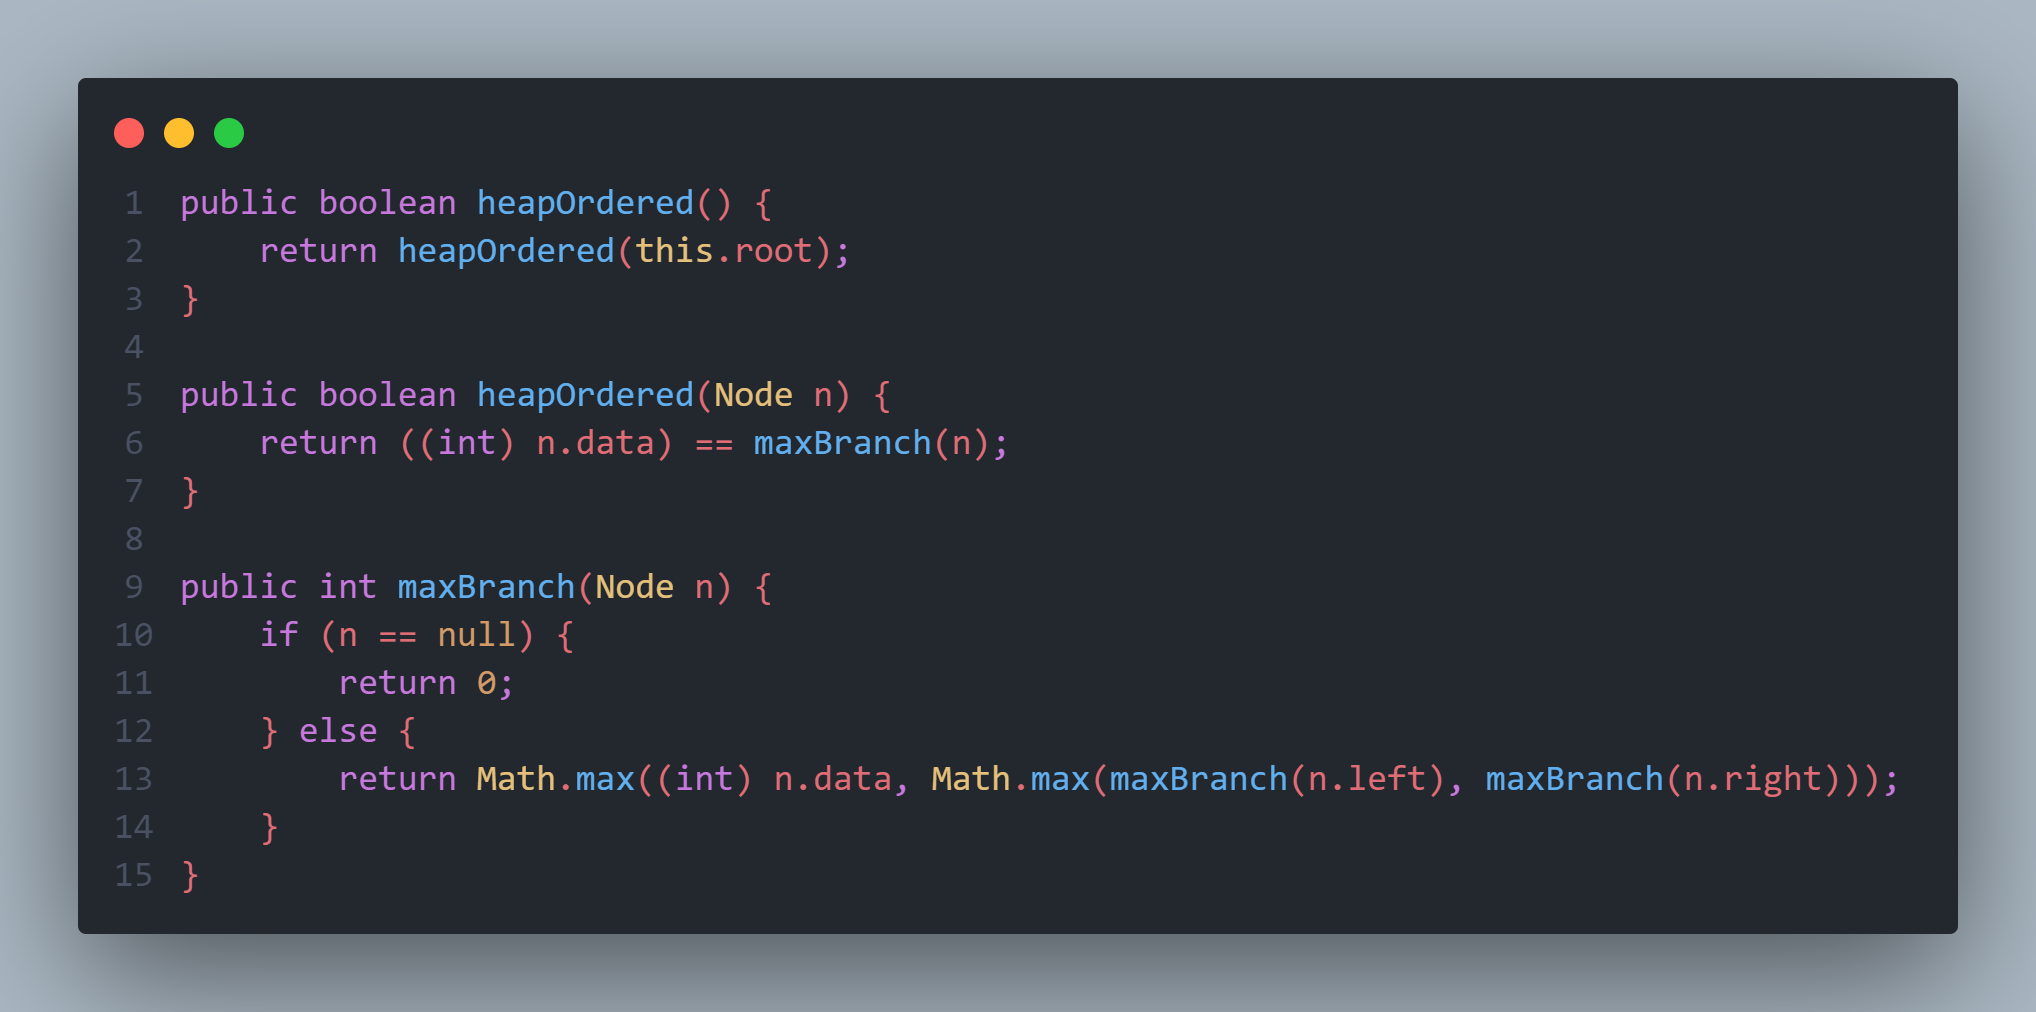 1 public boolean heapOrdered() {
2     return heapOrdered(this.root);
3 }
4
5 public boolean heapOrdered(Node n) {
6     return ((int) n.data) == maxBranch(n);
7 }
8
9 public int maxBranch(Node n) {
10     if (n == null) {
11         return 0;
12     } else {
13         return Math.max((int) n.data, Math.max(maxBranch(n.left), maxBranch(n.right)));
14     }
15 }